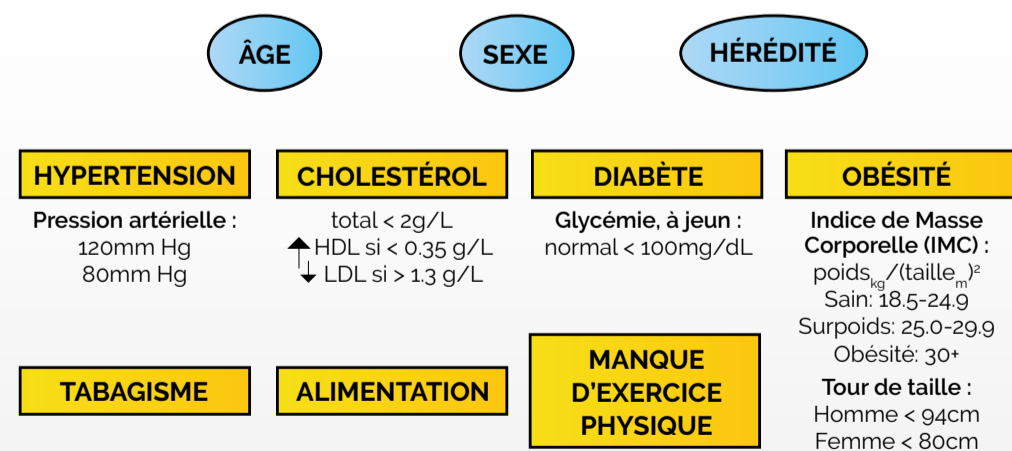 ÂGE
SEXE
HÉRÉDITÉ
HYPERTENSION
Pression artérielle :
120mm Hg
80mm Hg
CHOLESTÉROL
total < 2g/L
HDL si < 0.35 g/L
LDL si > 1.3 g/L
DIABÈTE
Glycémie, à jeun :
normal < 100mg/dL
OBÉSITÉ
Indice de Masse
Corporelle (IMC) :
poids kg/(taille m)²
Sain: 18.5-24.9
Surpoids: 25.0-29.9
Obésité: 30+
Tour de taille :
Homme < 94cm
Femme < 80cm
TABAGISME
ALIMENTATION
MANQUE
D'EXERCICE
PHYSIQUE